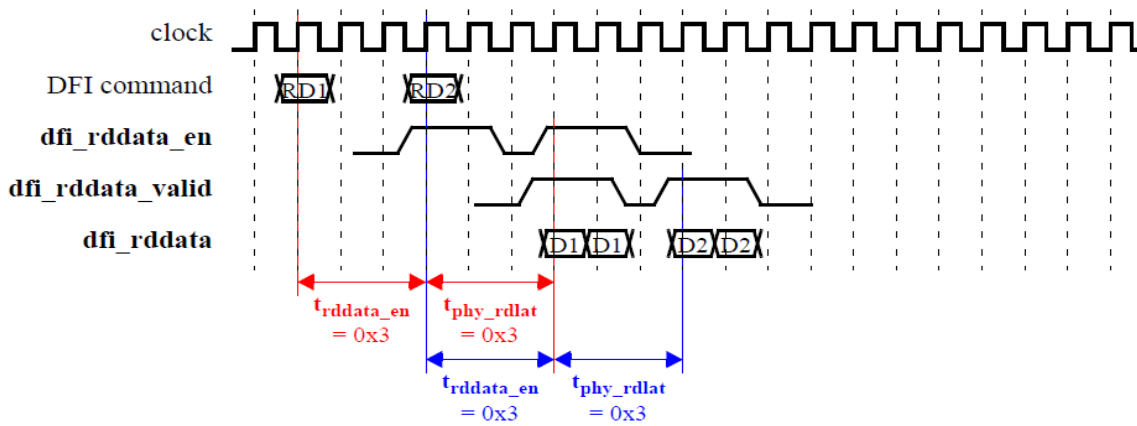 clock
DFI command RD1 RD2
dfi_rddata_en
dfi_rddata_valid
dfi_rddata D1 D1 D2 D2
trddata_en tphy_rdlat
= 0x3 = 0x3
trddata_en tphy_rdlat
= 0x3 = 0x3